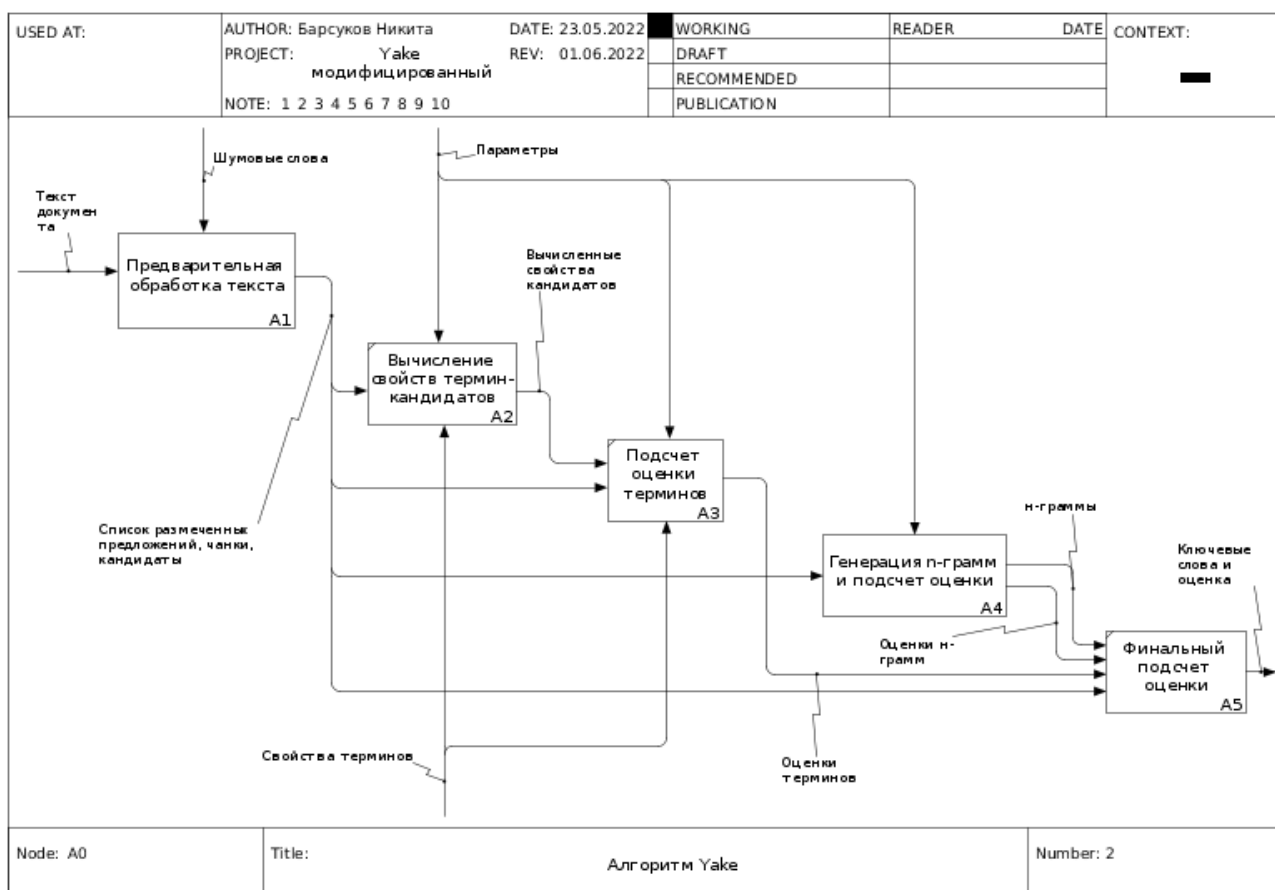 USED AT:
AUTHOR: Барсуков Никита
DATE: 23.05.2022
PROJECT: Yake
модифицированный
REV: 01.06.2022
NOTE: 1 2 3 4 5 6 7 8 9 10
WORKING
DRAFT
RECOMMENDED
PUBLICATION
READER
DATE
CONTEXT:
Шумовые слова
Параметры
Текст
докумен
та
Предварительная
обработка текста
A1
Вычисленные
свойства
кандидатов
Вычисление
свойств термин-
кандидатов
A2
Подсчет
оценки
терминов
A3
Список размеченных
предложений, чанки,
кандидаты
н-граммы
Генерация n-грамм
и подсчет оценки
A4
Ключевые
слова и
оценка
Оценки н-
грамм
Финальный
подсчет
оценки
A5
Свойства терминов
Оценки
терминов
Node: A0
Title:
Алгоритм Yake
Number: 2